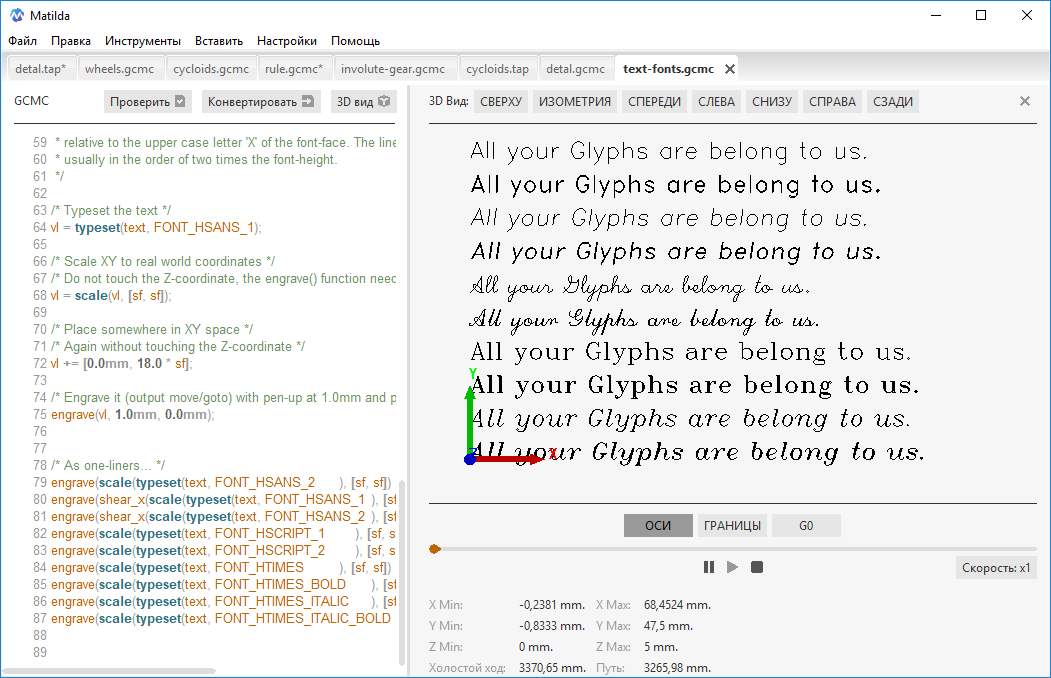 Matilda
Файл Правка Инструменты Вставить Настройки Помощь
detal.tap* wheels.gcmc cycloids.gcmc rule.gcmc* involute-gear.gcmc cycloids.tap detal.gcmc text-fonts.gcmc
GCMC Проверить Конвертировать 3D вид
59 * relative to the upper case letter 'X' of the font-face. The line
60 * usually in the order of two times the font-height.
61 */
62
63 /* Typeset the text */
64 vl = typeset(text, FONT_HSANS_1);
65
66 /* Scale XY to real world coordinates */
67 /* Do not touch the Z-coordinate, the engrave() function need
68 vl = scale(vl, [sf, sf]);
69
70 /* Place somewhere in XY space */
71 /* Again without touching the Z-coordinate */
72 vl += [0.0mm, 18.0 * sf];
73
74 /* Engrave it (output move/goto) with pen-up at 1.0mm and p
75 engrave(vl, 1.0mm, 0.0mm);
76
77
78 /* As one-liners... */
79 engrave(scale(typeset(text, FONT_HSANS_2 ), [sf, sf])
80 engrave(shear_x(scale(typeset(text, FONT_HSANS_1 ), [sf
81 engrave(shear_x(scale(typeset(text, FONT_HSANS_2 ), [sf
82 engrave(scale(typeset(text, FONT_HSCRIPT_1 ), [sf, s
83 engrave(scale(typeset(text, FONT_HSCRIPT_2 ), [sf, s
84 engrave(scale(typeset(text, FONT_HTIMES ), [sf, sf])
85 engrave(scale(typeset(text, FONT_HTIMES_BOLD ), [sf
86 engrave(scale(typeset(text, FONT_HTIMES_ITALIC ), [sf
87 engrave(scale(typeset(text, FONT_HTIMES_ITALIC_BOLD
88
89
3D Вид: СВЕРХУ ИЗОМЕТРИЯ СПЕРЕДИ СЛЕВА СНИЗУ СПРАВА СЗАДИ
All your Glyphs are belong to us.
All your Glyphs are belong to us.
All your Glyphs are belong to us.
All your Glyphs are belong to us.
All your Glyphs are belong to us.
All your Glyphs are belong to us.
All your Glyphs are belong to us.
Y
All your Glyphs are belong to us.
All your Glyphs are belong to us.
All your Glyphs are belong to us.
Z X
ОСИ ГРАНИЦЫ G0
Скорость: x1
X Min: -0,2381 mm. X Max: 68,4524 mm.
Y Min: -0,8333 mm. Y Max: 47,5 mm.
Z Min: 0 mm. Z Max: 5 mm.
Холостой ход: 3370,65 mm. Путь: 3265,98 mm.